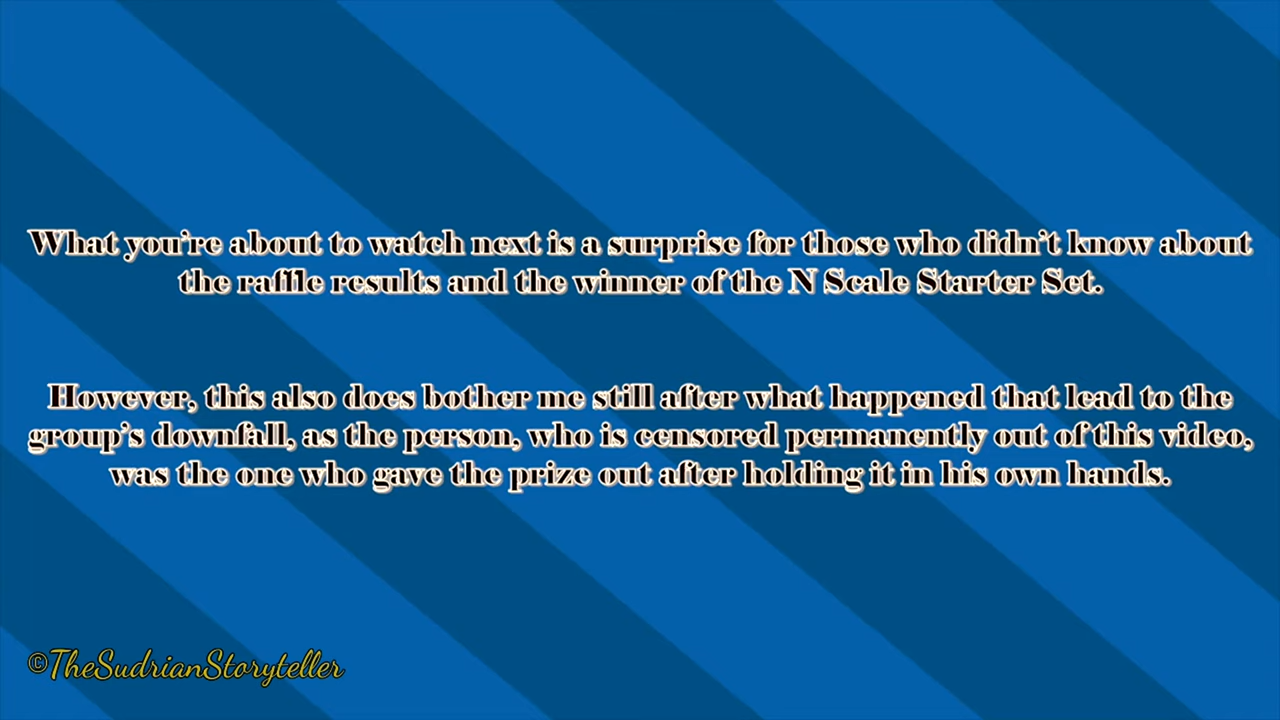 What you're about to watch next is a surprise for those who didn't know about
the raffle results and the winner of the N Scale Starter Set.
However, this also does bother me still after what happened that lead to the
group's downfall, as the person, who is censored permanently out of this video,
was the one who gave the prize out after holding it in his own hands.
©TheSudrianStoryteller